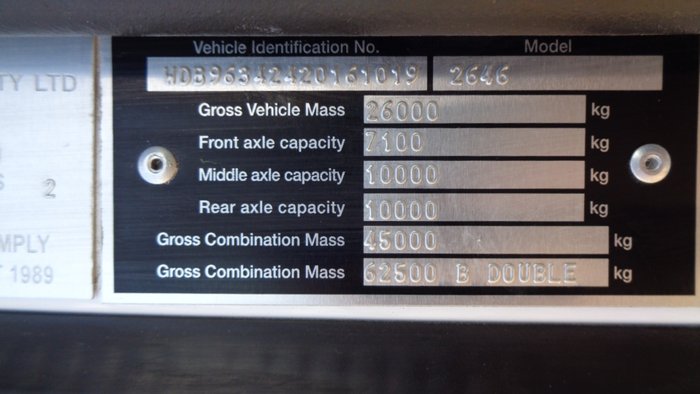 TY LTD
2
MPLY
1989
Vehicle Identification No. Model
WDB96342420161019 2646
Gross Vehicle Mass 26000 kg
Front axle capacity 7100 kg
Middle axle capacity 10000 kg
Rear axle capacity 10000 kg
Gross Combination Mass 45000 kg
Gross Combination Mass 62500 B DOUBLE kg